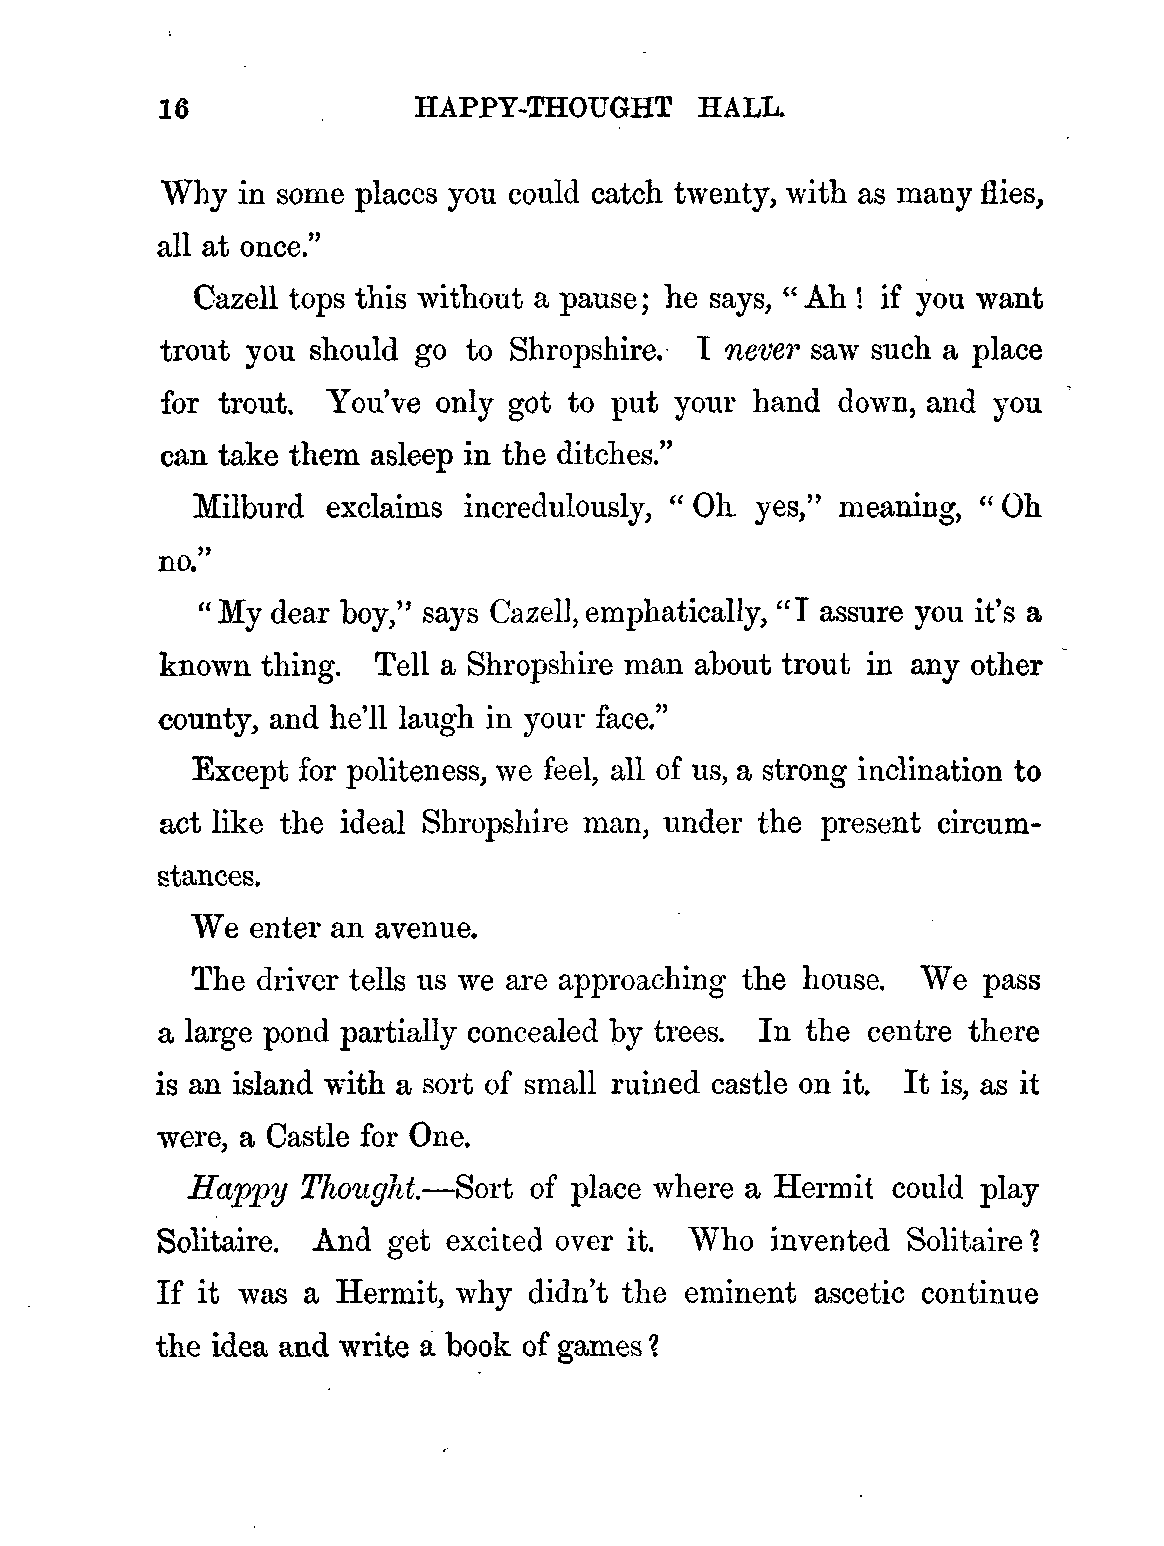 16 HAPPY-THOUGHT HALL.
Why in some places you could catch twenty, with as many flies,
all at once.”
Cazell tops this without a pause; he says, “Ah! if you want
trout you should go to Shropshire. I never saw such a place
for trout. You’ve only got to put your hand down, and you
can take them asleep in the ditches.”
Milburd exclaims incredulously, “Oh yes,” meaning, “Oh
no.”
“My dear boy,” says Cazell, emphatically, “I assure you it’s a
known thing. Tell a Shropshire man about trout in any other
county, and he’ll laugh in your face.”
Except for politeness, we feel, all of us, a strong inclination to
act like the ideal Shropshire man, under the present circum-
stances.
We enter an avenue.
The driver tells us we are approaching the house. We pass
a large pond partially concealed by trees. In the centre there
is an island with a sort of small ruined castle on it. It is, as it
were, a Castle for One.
Happy Thought.—Sort of place where a Hermit could play
Solitaire. And get excited over it. Who invented Solitaire?
If it was a Hermit, why didn’t the eminent ascetic continue
the idea and write a book of games?